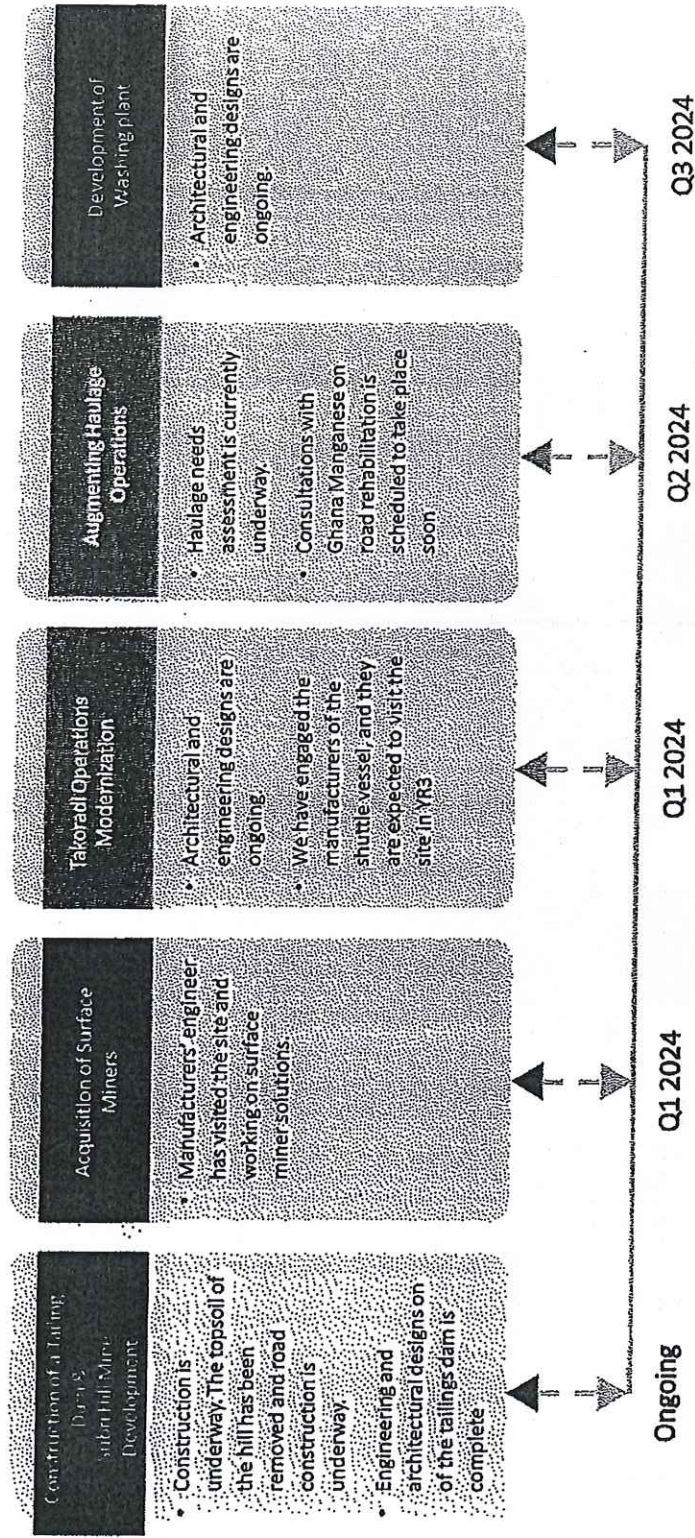 Construction of a Tailing
Dam &
Hill Mine
Development
• Construction is
underway. The topsoil of
the hill has been
removed and road
construction is
underway.
• Engineering and
architectural designs on
of the tailings dam is
complete
Ongoing
Acquisition of Surface
Miners
• Manufacturers' engineer
has visited the site and
working on surface
miner solutions
Q1 2024
Takoradi Operations
Modernization
• Architectural and
engineering designs are
ongoing
• We have engaged the
manufacturers of the
shuttle vessel, and they
are expected to visit the
site in YR3
Q1 2024
Augmenting Haulage
Operations
• Haulage needs
assessment is currently
underway.
• Consultations with
Ghana Manganese on
road rehabilitation is
scheduled to take place
soon
Q2 2024
Development of
Washing plant
• Architectural and
engineering designs are
ongoing.
Q3 2024